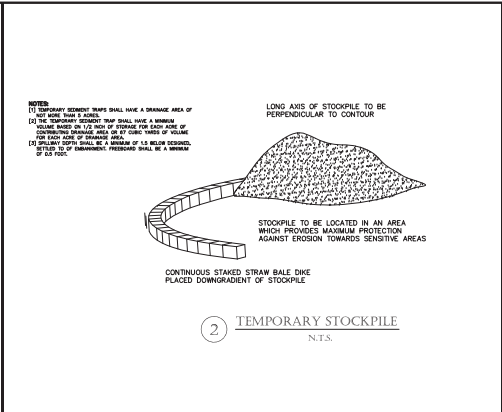 NOTES:
[1] TEMPORARY SEDIMENT TRAPS SHALL HAVE A DRAINAGE AREA OF
NOT MORE THAN 5 ACRES.
[2] THE TEMPORARY SEDIMENT TRAP SHALL HAVE A MINIMUM
VOLUME BASED ON 1/2 INCH OF STORAGE FOR EACH ACRE OF
CONTRIBUTING DRAINAGE AREA OR 67 CUBIC YARDS OF VOLUME
FOR EACH ACRE OF DRAINAGE AREA.
[3] SPILLWAY DEPTH SHALL BE A MINIMUM OF 1.5 BELOW DESIGNED,
SETTLED TO OF EMBANKMENT. FREEBOARD SHALL BE A MINIMUM
OF 0.5 FOOT.
LONG AXIS OF STOCKPILE TO BE
PERPENDICULAR TO CONTOUR
STOCKPILE TO BE LOCATED IN AN AREA
WHICH PROVIDES MAXIMUM PROTECTION
AGAINST EROSION TOWARDS SENSITIVE AREAS
CONTINUOUS STAKED STRAW BALE DIKE
PLACED DOWNGRADIENT OF STOCKPILE
2 TEMPORARY STOCKPILE
N.T.S.